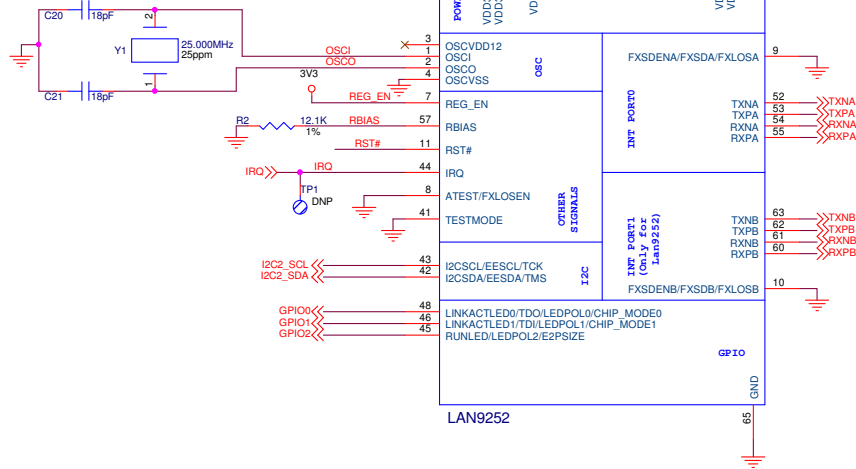 C20
18pF
2
Y1
25.000MHz
25ppm
1
C21
18pF
OSCI
OSCO
3V3
REG_EN
R2
12.1K
1%
RBIAS
RST#
IRQ
IRQ
TP1
DNP
I2C2_SCL
I2C2_SDA
GPIO0
GPIO1
GPIO2
VDD3
VDD3
3 OSCVDD12
1 OSCI
2 OSCO
4 OSCVSS
OSC
7 REG_EN
57 RBIAS
11 RST#
44 IRQ
8 ATEST/FXLOSEN
41 TESTMODE
OTHER
SIGNALS
43 I2CSCL/EESCL/TCK
42 I2CSDA/EESDA/TMS
I2C
48 LINKACTLED0/TDO/LEDPOL0/CHIP_MODE0
46 LINKACTLED1/TDI/LEDPOL1/CHIP_MODE1
45 RUNLED/LEDPOL2/E2PSIZE
GPIO
FXSDENA/FXSDA/FXLOSA 9
INT PORT0
TXNA 52 TXNA
TXPA 53 TXPA
RXNA 54 RXNA
RXPA 55 RXPA
INT PORT1
(Only for
Lan9252)
TXNB 63 TXNB
TXPB 62 TXPB
RXNB 61 RXNB
RXPB 60 RXPB
FXSDENB/FXSDB/FXLOSB 10
GND
65
LAN9252